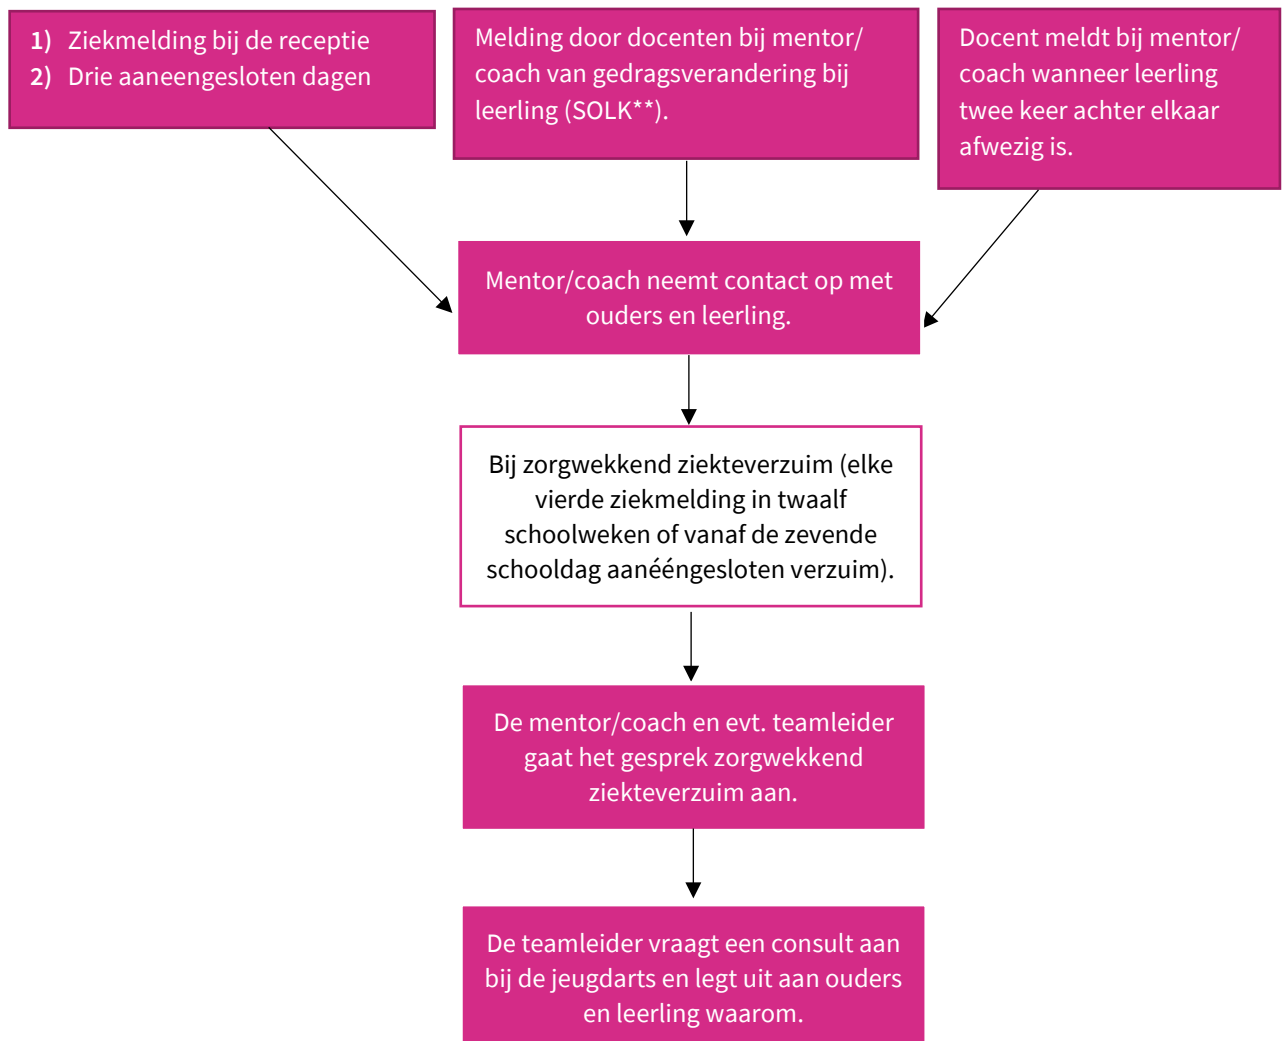 1) Ziekmelding bij de receptie
2) Drie aaneengesloten dagen
Melding door docenten bij mentor/
coach van gedragsverandering bij
leerling (SOLK**).
Docent meldt bij mentor/
coach wanneer leerling
twee keer achter elkaar
afwezig is.
Mentor/coach neemt contact op met
ouders en leerling.
Bij zorgwekkend ziekteverzuim (elke
vierde ziekmelding in twaalf
schoolweken of vanaf de zevende
schooldag aanééngesloten verzuim).
De mentor/coach en evt. teamleider
gaat het gesprek zorgwekkend
ziekteverzuim aan.
De teamleider vraagt een consult aan
bij de jeugdarts en legt uit aan ouders
en leerling waarom.